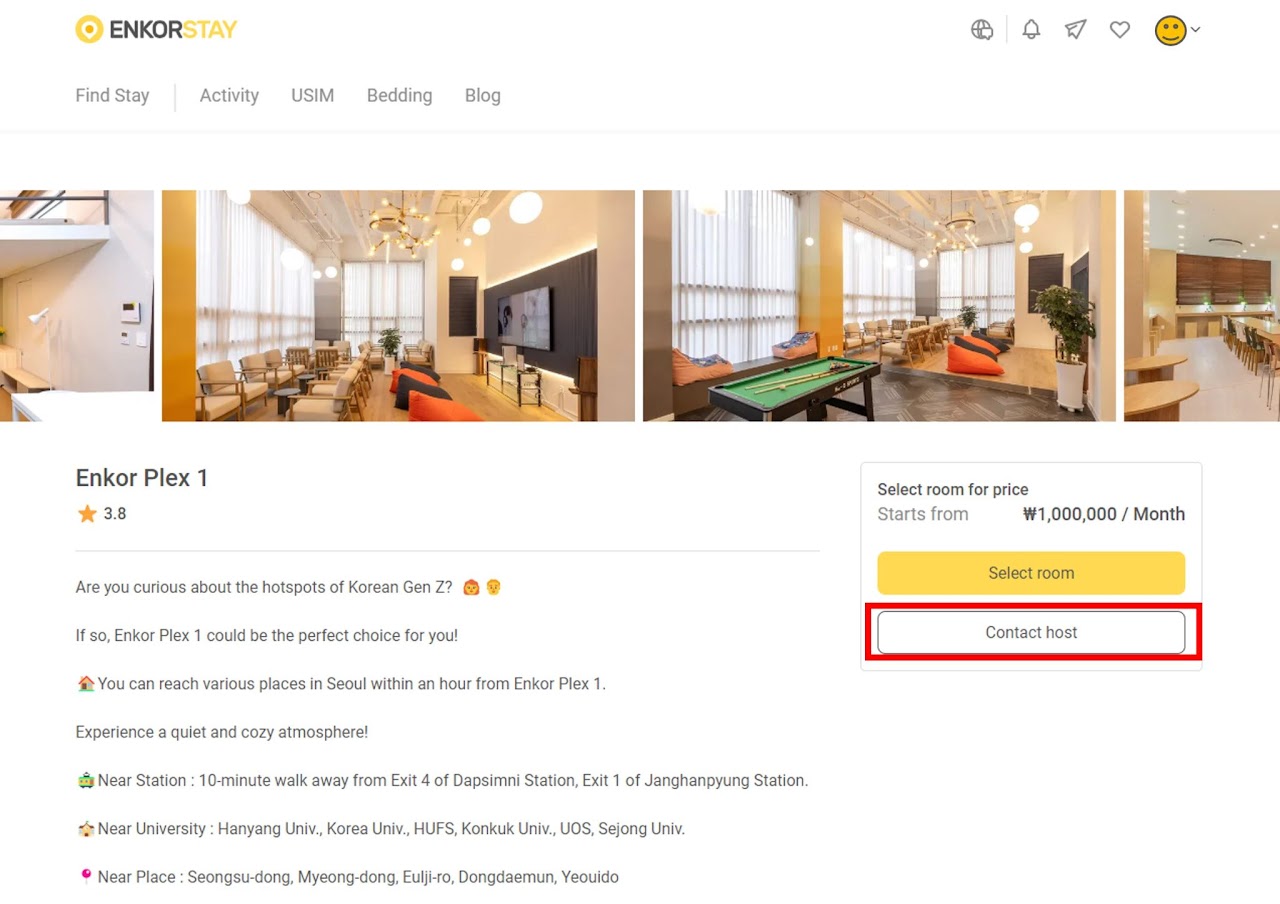 ENKORSTAY
Find Stay
Activity
USIM
Bedding
Blog
Enkor Plex 1
3.8
Are you curious about the hotspots of Korean Gen Z?
If so, Enkor Plex 1 could be the perfect choice for you!
You can reach various places in Seoul within an hour from Enkor Plex 1.
Experience a quiet and cozy atmosphere!
Near Station : 10-minute walk away from Exit 4 of Dapsimni Station, Exit 1 of Janghanpyung Station.
Near University : Hanyang Univ., Korea Univ., HUFS, Konkuk Univ., UOS, Sejong Univ.
Near Place : Seongsu-dong, Myeong-dong, Eulji-ro, Dongdaemun, Yeouido
Select room for price
Starts from ₩1,000,000 / Month
Select room
Contact host